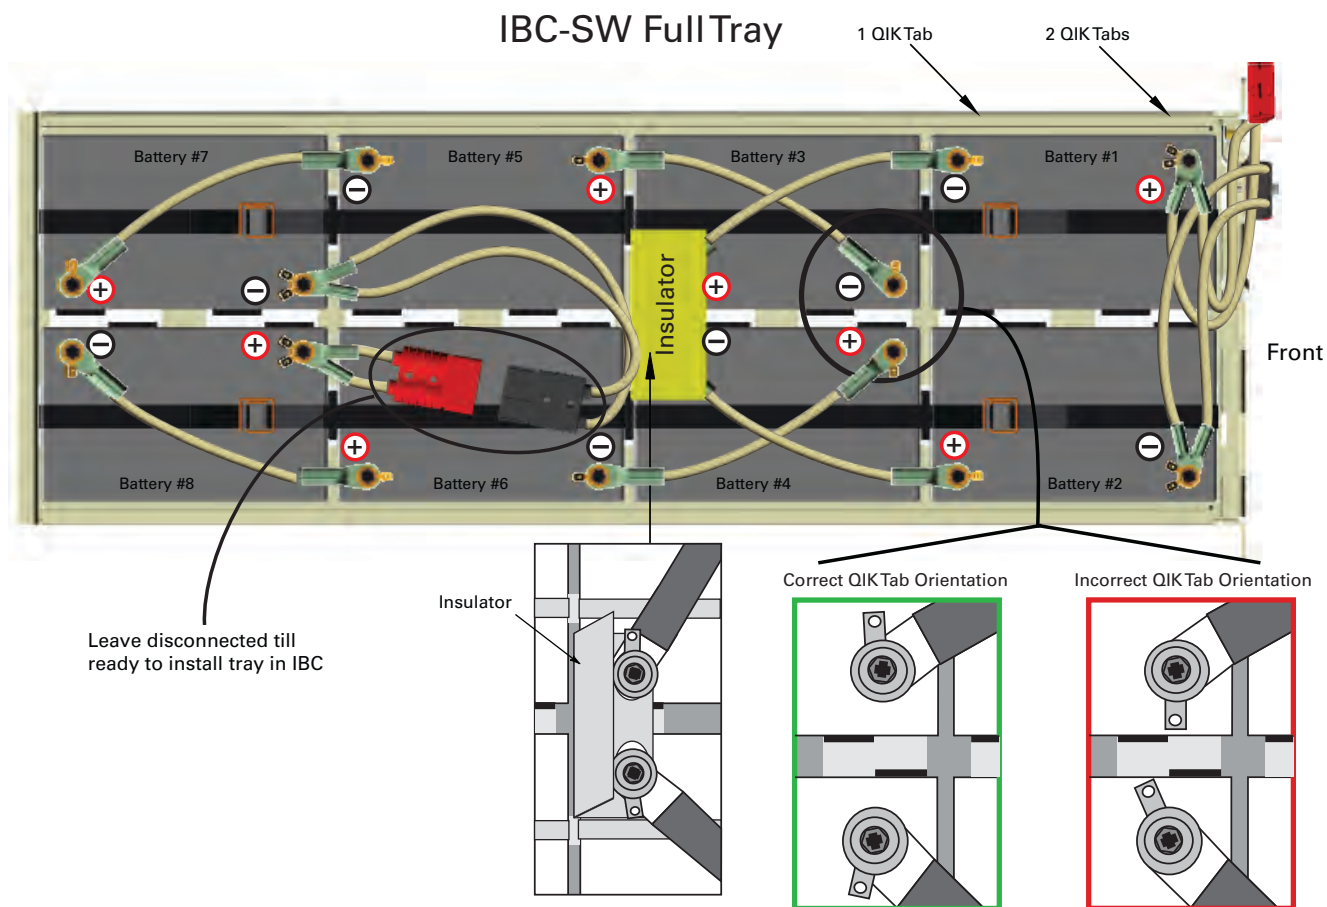 IBC-SW Full Tray
1 QIK Tab
2 QIK Tabs
Battery #7
Battery #5
Battery #3
Battery #1
Insulator
Front
Battery #8
Battery #6
Battery #4
Battery #2
Correct QIK Tab Orientation
Incorrect QIK Tab Orientation
Insulator
Leave disconnected till
ready to install tray in IBC